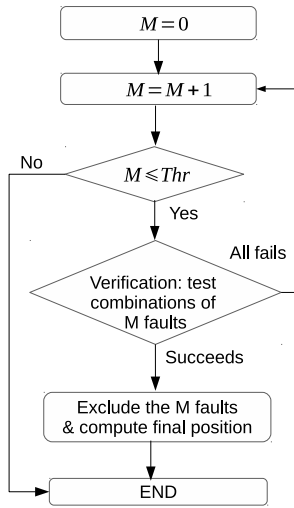 M=0
M=M+1
M⩽Thr
No
Yes
All fails
Verification: test
combinations of
M faults
Succeeds
Exclude the M faults
& compute final position
END